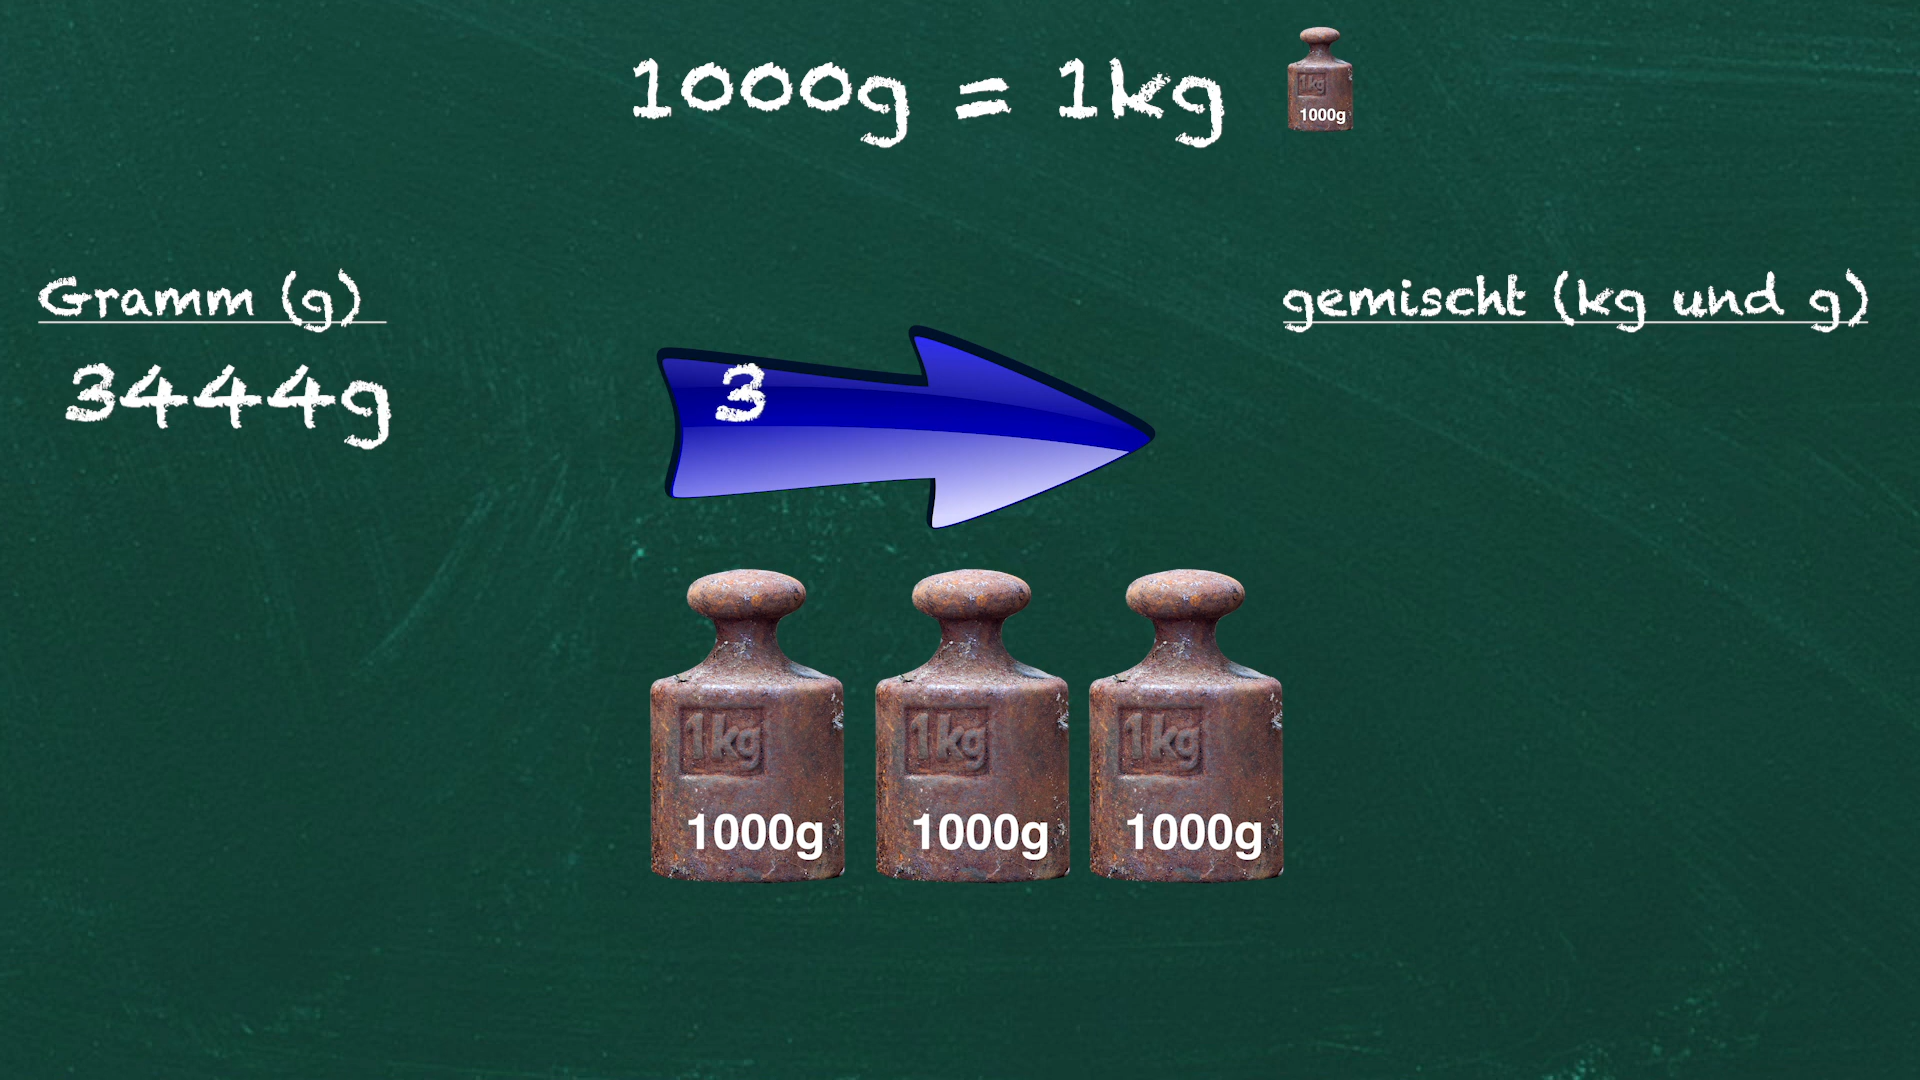 1000g = 1kg
1kg
1000g
Gramm (g)
gemischt (kg und g)
3444g
3
1kg
1kg
1kg
1000g
1000g
1000g